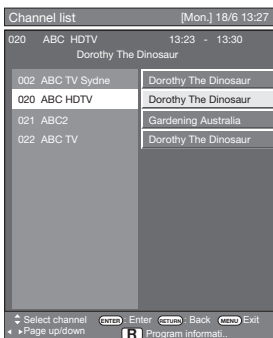 Channel list [Mon.] 18/6 13:27
020 ABC HDTV 13:23 - 13:30
Dorothy The Dinosaur
002 ABC TV Sydne Dorothy The Dinosaur
020 ABC HDTV Dorothy The Dinosaur
021 ABC2 Gardening Australia
022 ABC TV Dorothy The Dinosaur
Select channel ENTER : Enter RETURN : Back MENU Exit
Page up/down R Program informati..